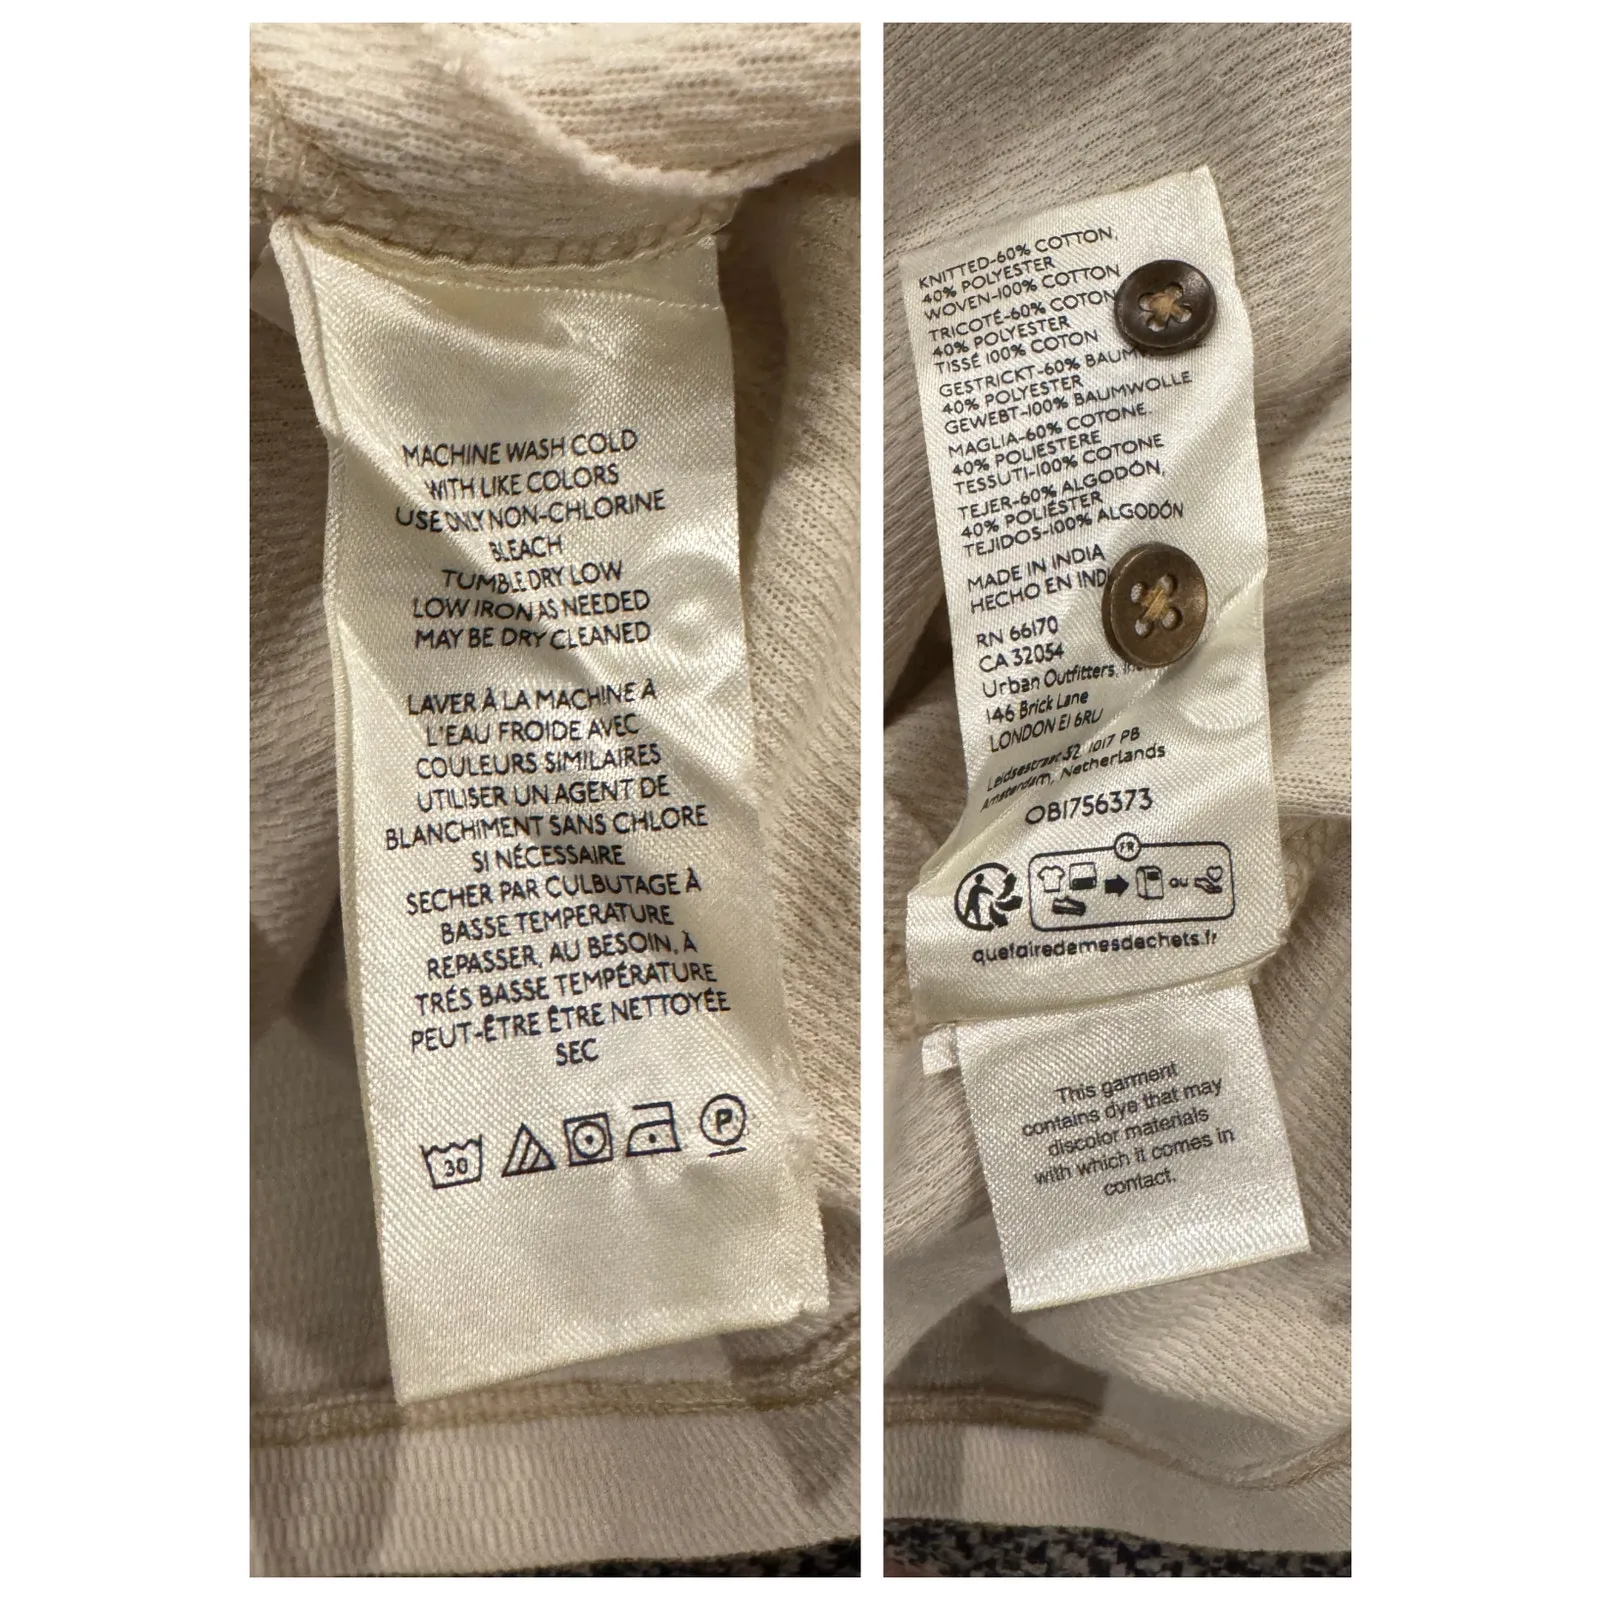 MACHINE WASH COLD
WITH LIKE COLORS
USE ONLY NON-CHLORINE
BLEACH
TUMBLE DRY LOW
LOW IRON AS NEEDED
MAY BE DRY CLEANED
LAVER À LA MACHINE À
L'EAU FROIDE AVEC
COULEURS SIMILAIRES
UTILISER UN AGENT DE
BLANCHIMENT SANS CHLORE
SI NÉCESSAIRE
SECHER PAR CULBUTAGE À
BASSE TEMPERATURE
REPASSER, AU BESOIN, À
TRÉS BASSE TEMPÉRATURE
PEUT-ÊTRE ÊTRE NETTOYÉE
SEC
30
P
KNITTED-60% COTTON,
40% POLYESTER
WOVEN-100% COTTON
TRICOTÉ-60% COTON
40% POLYESTER
TISSÉ 100% COTON
GESTRICKT-60%
40% POLYESTER
GEWEBT-100% BAUMWOLLE
MAGLIA-60% COTONE.
40% POLIESTERE
TESSUTI-100% COTONE
TEJER-60% ALGODÓN,
40% POLIÉSTER
TEJIDOS-100% ALGODÓN
MADE IN INDIA
HECHO EN
RN 66170
CA 32054
Urban Outfitters,
146 Brick Lane
LONDON E1 6RU
Leidsestraat 52 1017 PB
Amsterdam, Netherlands
OB1756373
FR
OU
quefairedemesdechets.fr
This garment
contains dye that may
discolor materials
with which it comes in
contact.